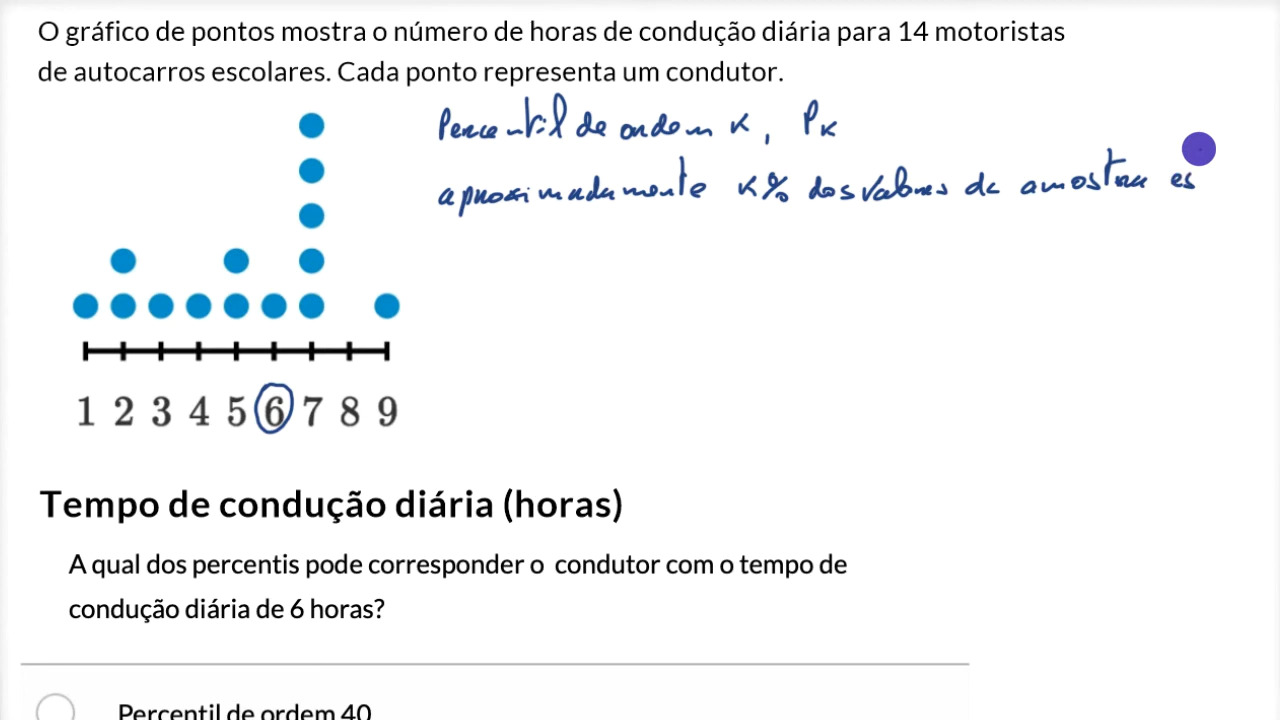 O gráfico de pontos mostra o número de horas de condução diária para 14 motoristas
de autocarros escolares. Cada ponto representa um condutor.
Percentil de ordem K, PK
aproximadamente K% dos valores da amostra es
1 2 3 4 5 6 7 8 9
Tempo de condução diária (horas)
A qual dos percentis pode corresponder o condutor com o tempo de
condução diária de 6 horas?
Percentil de ordem 40